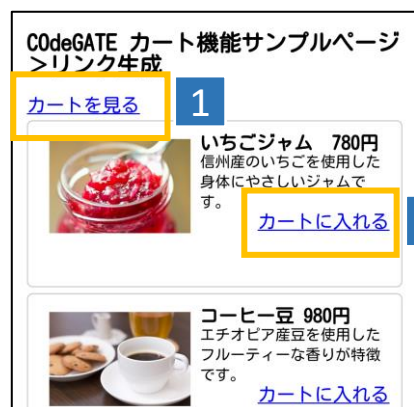 COdeGATE カート機能サンプルページ
>リンク生成
カートを見る
1
いちごジャム 780円
信州産のいちごを使用した
身体にやさしいジャムで
す。
カートに入れる
コーヒー豆 980円
エチオピア産豆を使用した
フルーティーな香りが特徴
です。
カートに入れる